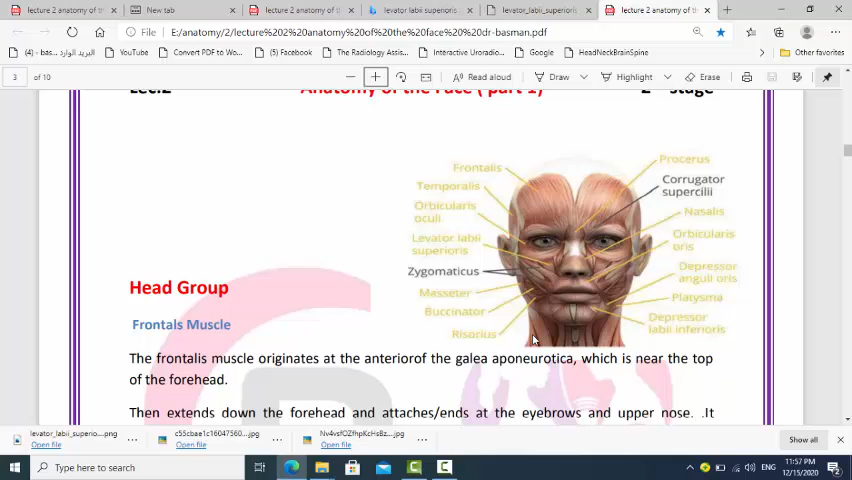 lecture 2 anatomy of the f
New tab
lecture 2 anatomy of th
levator labii superioris
levator_labii_superioris
lecture 2 anatomy of the f
File
E:/anatomy/2/lecture%202%20anatomy%20of%20the%20face%20%20dr-basman.pdf
البريد الوارد (4) - bas...
YouTube
Convert PDF to Wo...
(5) Facebook
The Radiology Assis...
Interactive Uroradio...
Google
HeadNeckBrainSpine
Other favorites
3
of 10
Read aloud
Draw
Highlight
Erase
Lec.2
Anatomy of the Face ( part 1)
stage
Frontalis
Temporalis
Orbicularis
oculi
Levator labii
superioris
Zygomaticus
Masseter
Buccinator
Risorius
Procerus
Corrugator
supercilii
Nasalis
Orbicularis
oris
Depressor
anguli oris
Platysma
Depressor
labii inferioris
Head Group
Frontals Muscle
The frontalis muscle originates at the anteriorof the galea aponeurotica, which is near the top
of the forehead.
Then extends down the forehead and attaches/ends at the eyebrows and upper nose. .It
levator_labii_superio....png
Open file
c55cbae1c16047560....jpg
Open file
Nv4vsfOZfhpKcHsBz....jpg
Open file
Show all
Type here to search
ENG
11:57 PM
12/15/2020